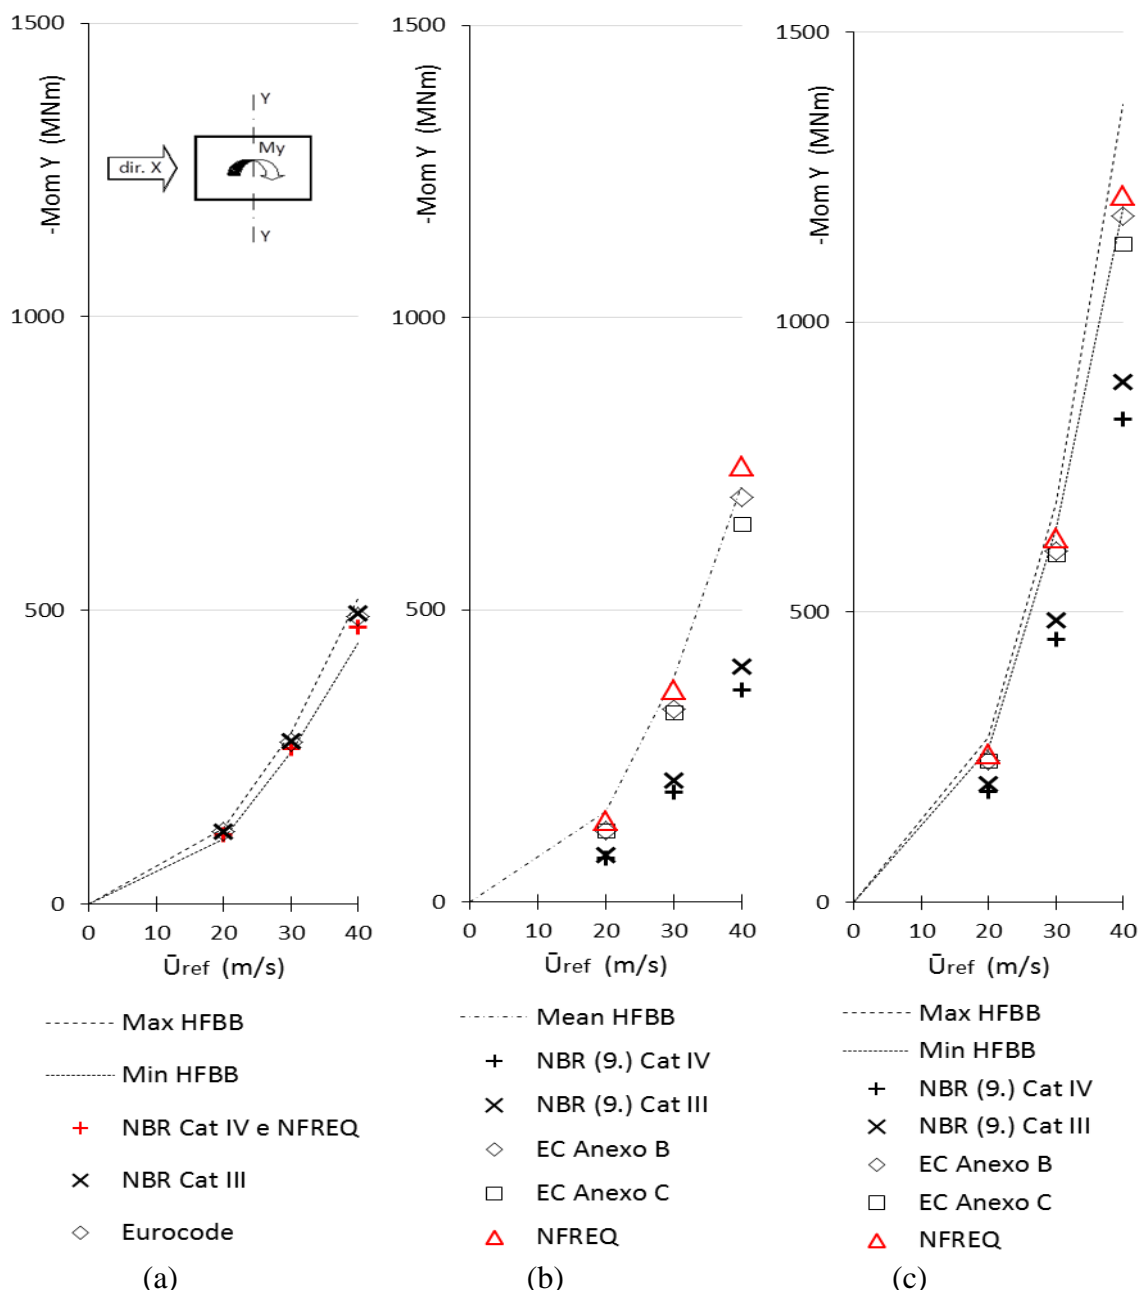 -Mom Y (MNm)
1500
1000
500
0
0 10 20 30 40
Ūref (m/s)
Y
My
dir. X
Y
Max HFBB
Min HFBB
NBR Cat IV e NFREQ
NBR Cat III
Eurocode
(a)
-Mom Y (MNm)
1500
1000
500
0
0 10 20 30 40
Ūref (m/s)
Mean HFBB
NBR (9.) Cat IV
NBR (9.) Cat III
EC Anexo B
EC Anexo C
NFREQ
(b)
-Mom Y (MNm)
1500
1000
500
0
0 10 20 30 40
Ūref (m/s)
Max HFBB
Min HFBB
NBR (9.) Cat IV
NBR (9.) Cat III
EC Anexo B
EC Anexo C
NFREQ
(c)